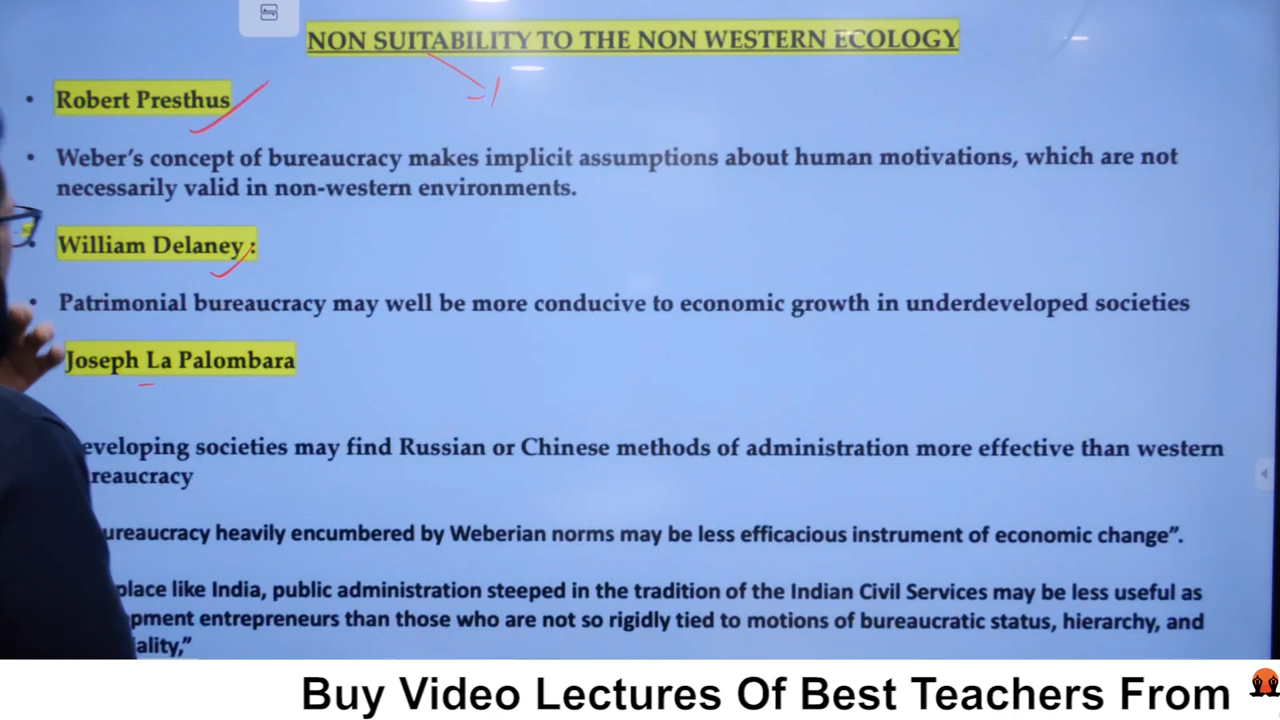 NON SUITABILITY TO THE NON WESTERN ECOLOGY
• Robert Presthus
• Weber's concept of bureaucracy makes implicit assumptions about human motivations, which are not
necessarily valid in non-western environments.
• William Delaney :
• Patrimonial bureaucracy may well be more conducive to economic growth in underdeveloped societies
Joseph La Palombara
eveloping societies may find Russian or Chinese methods of administration more effective than western
reaucracy
ureaucracy heavily encumbered by Weberian norms may be less efficacious instrument of economic change”.
place like India, public administration steeped in the tradition of the Indian Civil Services may be less useful as
pment entrepreneurs than those who are not so rigidly tied to motions of bureaucratic status, hierarchy, and
ality,”
Buy Video Lectures Of Best Teachers From